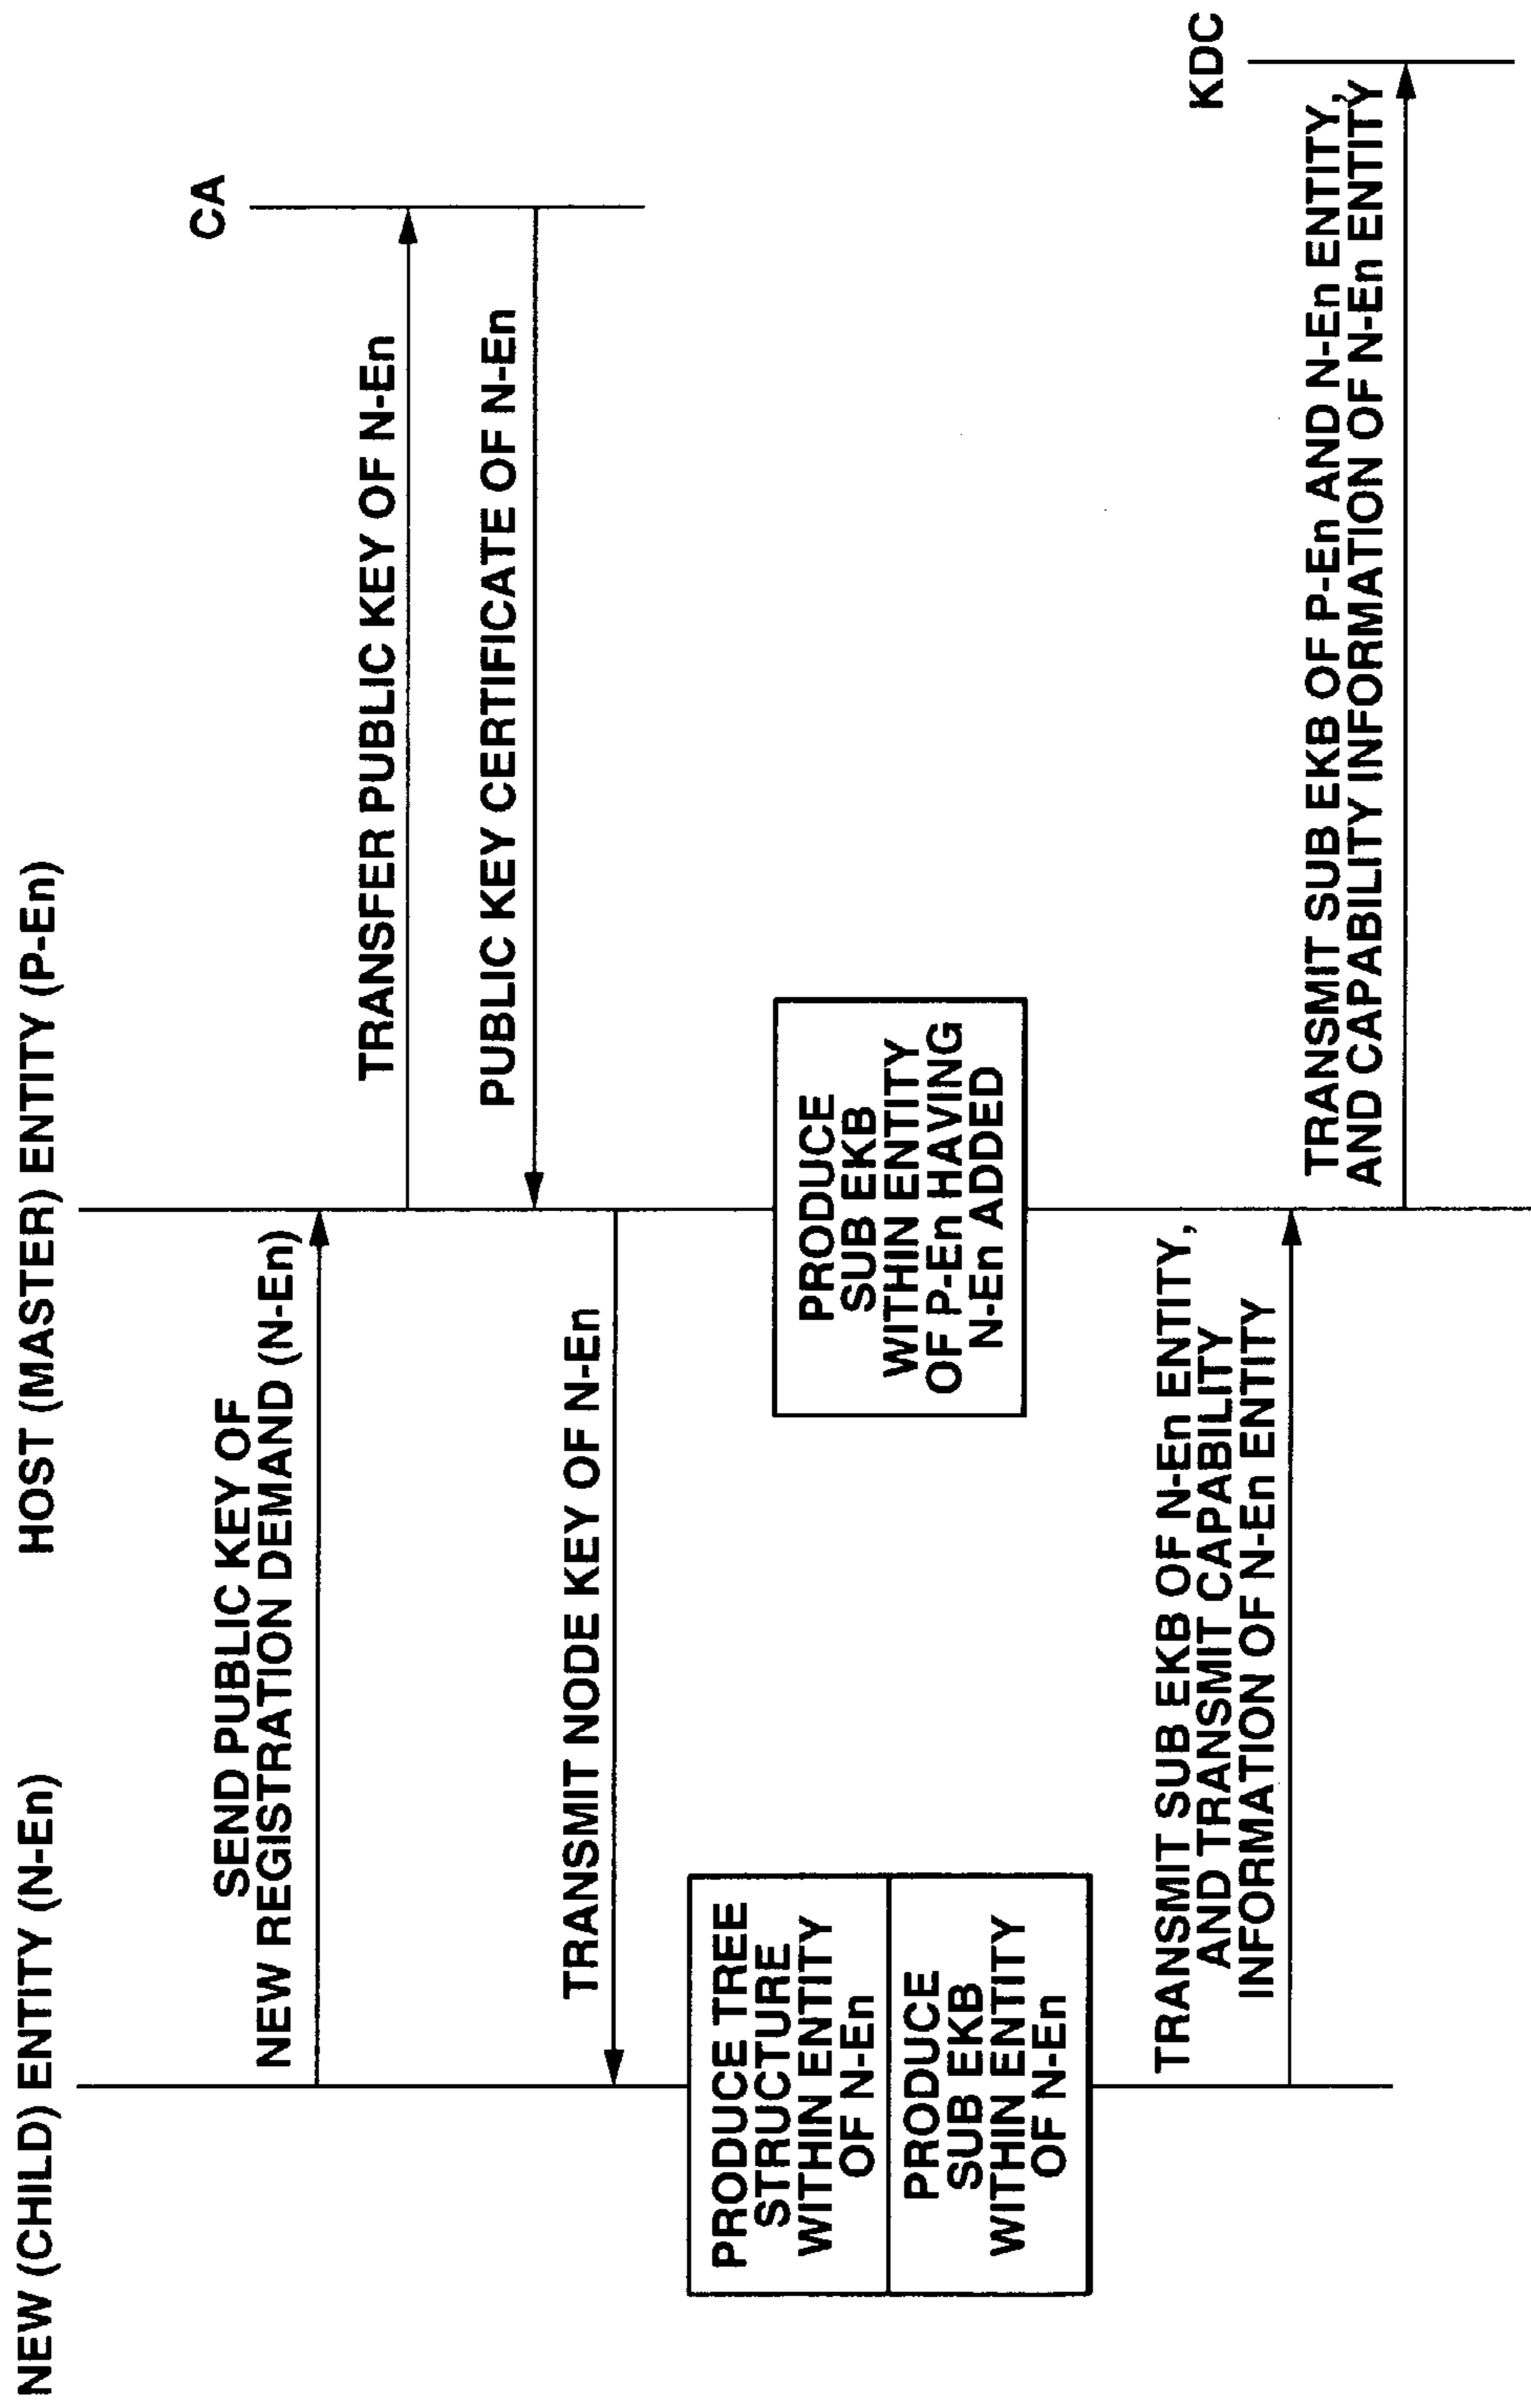 NEW (CHILD) ENTITY (N-En)
HOST (MASTER) ENTITY (P-En)
CA
SEND PUBLIC KEY OF
NEW REGISTRATION DEMAND (N-En)
TRANSFER PUBLIC KEY OF N-En
PUBLIC KEY CERTIFICATE OF N-En
TRANSMIT NODE KEY OF N-En
PRODUCE TREE
STRUCTURE
WITHIN ENTITY
OF N-En
PRODUCE
SUB EKB
WITHIN ENTITY
OF N-En
PRODUCE
SUB EKB
WITHIN ENTITY
OF P-En HAVING
N-En ADDED
TRANSMIT SUB EKB OF N-En ENTITY,
AND TRANSMIT CAPABILITY
INFORMATION OF N-En ENTITY
KDC
TRANSMIT SUB EKB OF P-En AND N-En ENTITY,
AND CAPABILITY INFORMATION OF N-En ENTITY